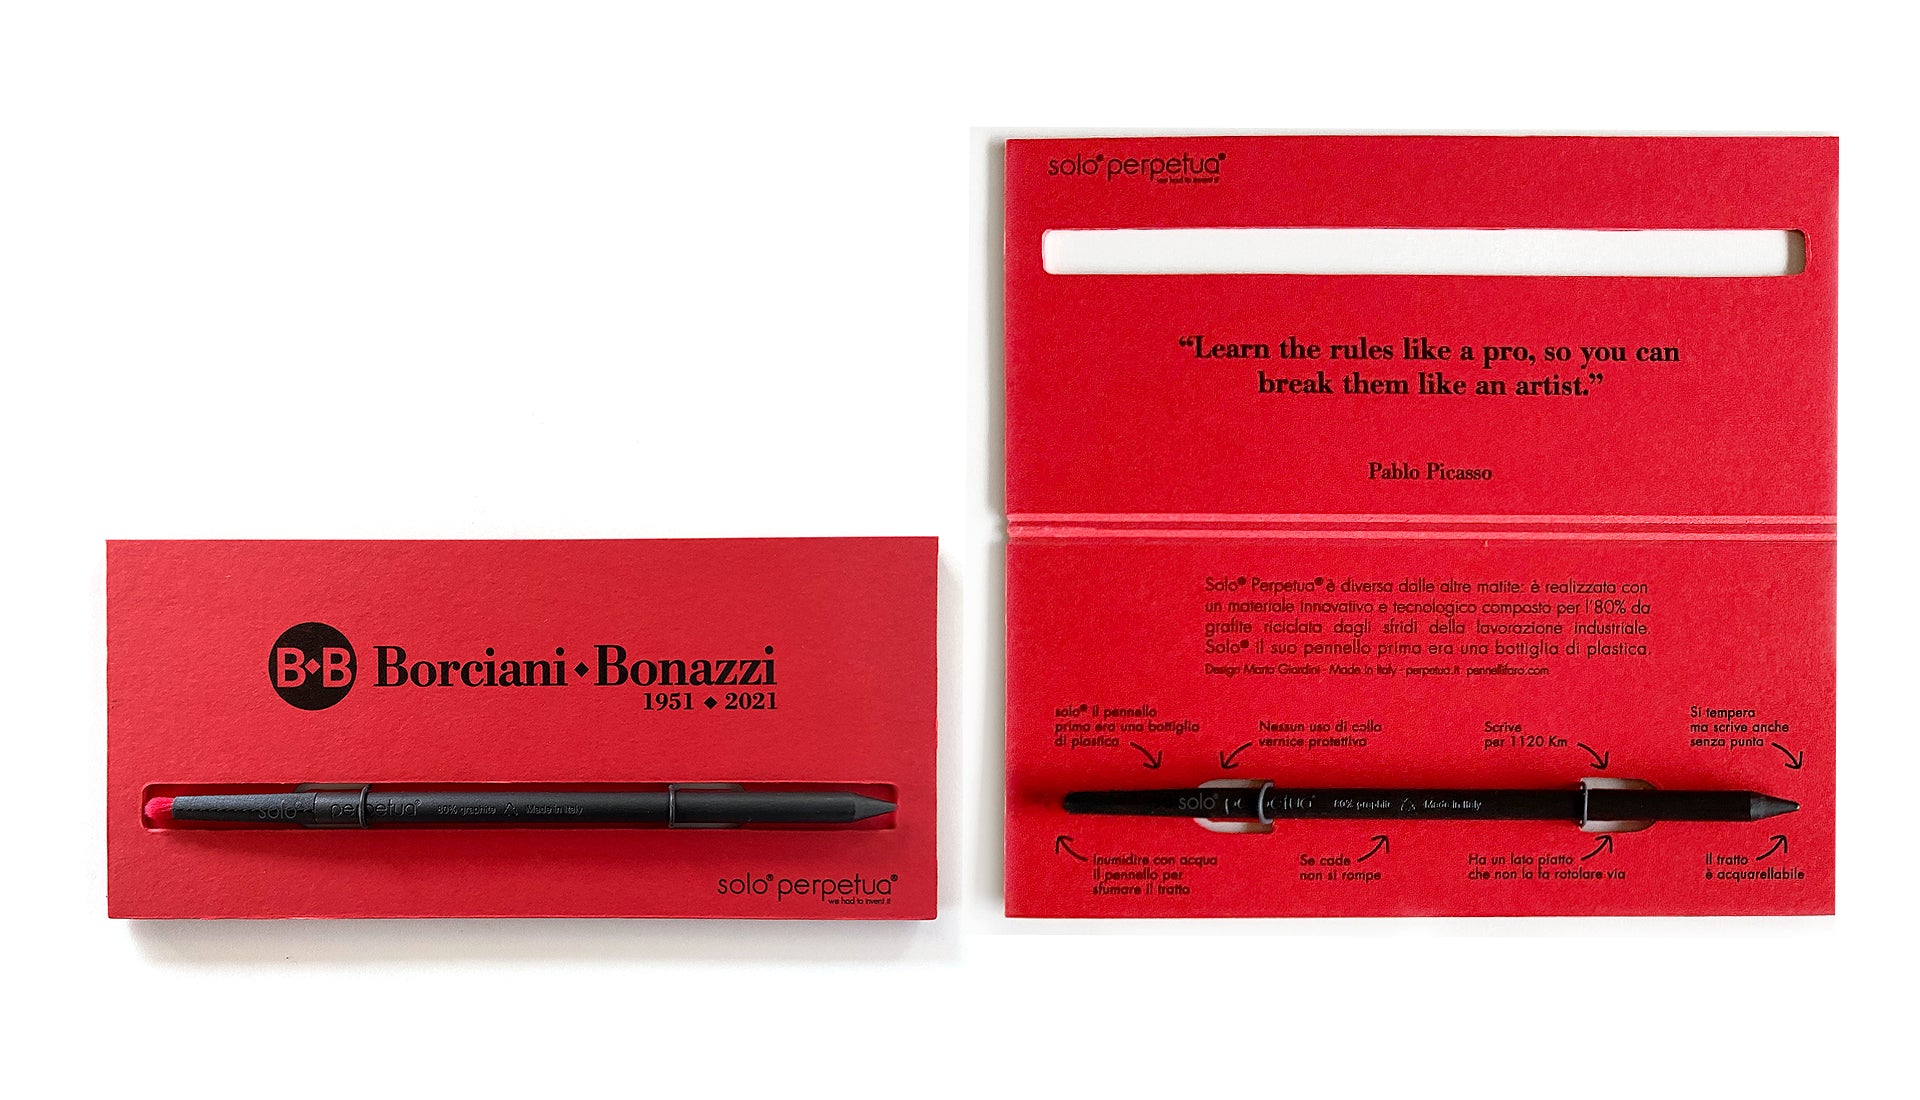 B♦B Borciani♦Bonazzi
1951 ♦ 2021
solo® perpetua®
80% graphite Made in Italy
solo® perpetua®
we had to invent it
solo® perpetua®
we had to invent it
“Learn the rules like a pro, so you can
break them like an artist.”
Pablo Picasso
Solo® Perpetua® è diversa dalle altre matite: è realizzata con
un materiale innovativo e tecnologico composto per l'80% da
grafite riciclata dagli sfridi della lavorazione industriale.
Solo® il suo pennello prima era una bottiglia di plastica.
Design Marta Giardini - Made in Italy - perpetua.it pennellifaro.com
solo® il pennello
prima era una bottiglia
di plastica
Nessun uso di colla
vernice protettiva
Scrive
per 1120 Km
Si tempera
ma scrive anche
senza punta
solo® perpetua®
80% graphite Made in Italy
Inumidire con acqua
il pennello per
sfumare il tratto
Se cade
non si rompe
Ha un lato piatto
che non la fa rotolare via
Il tratto
è acquarellabile